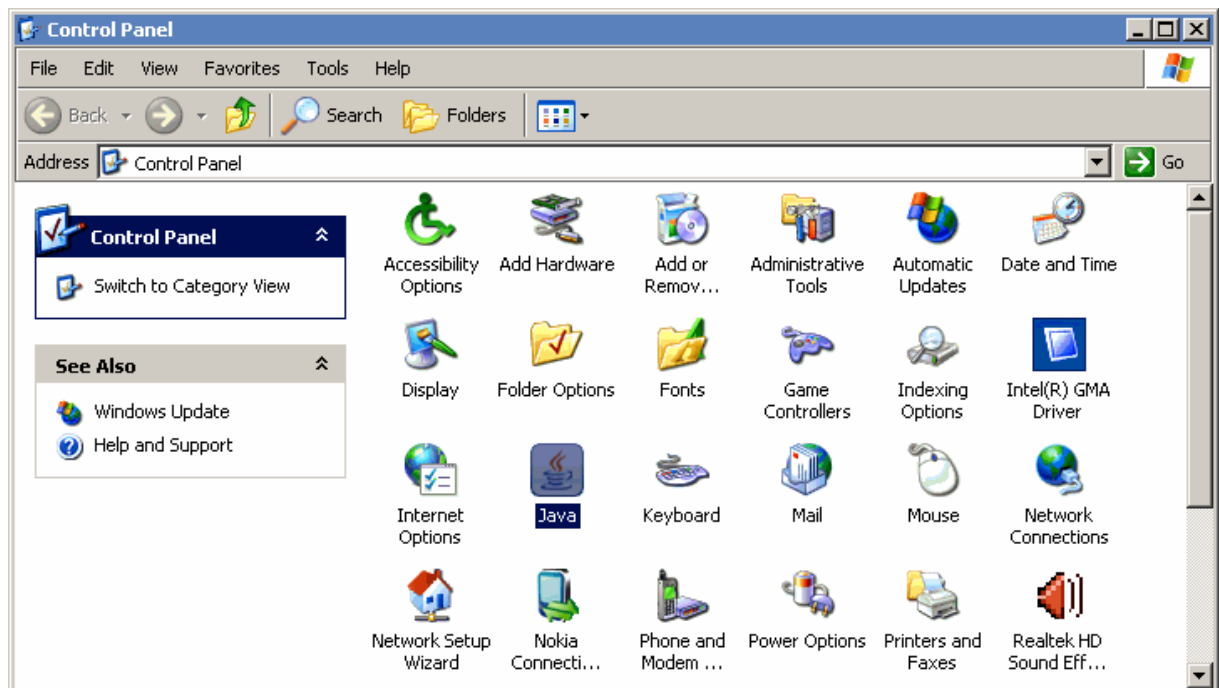 Control Panel
File Edit View Favorites Tools Help
Back Search Folders
Address Control Panel Go
Control Panel
Switch to Category View
See Also
Windows Update
Help and Support
Accessibility Options
Add Hardware
Add or Remov...
Administrative Tools
Automatic Updates
Date and Time
Display
Folder Options
Fonts
Game Controllers
Indexing Options
Intel(R) GMA Driver
Internet Options
Java
Keyboard
Mail
Mouse
Network Connections
Network Setup Wizard
Nokia Connecti...
Phone and Modem ...
Power Options
Printers and Faxes
Realtek HD Sound Eff...